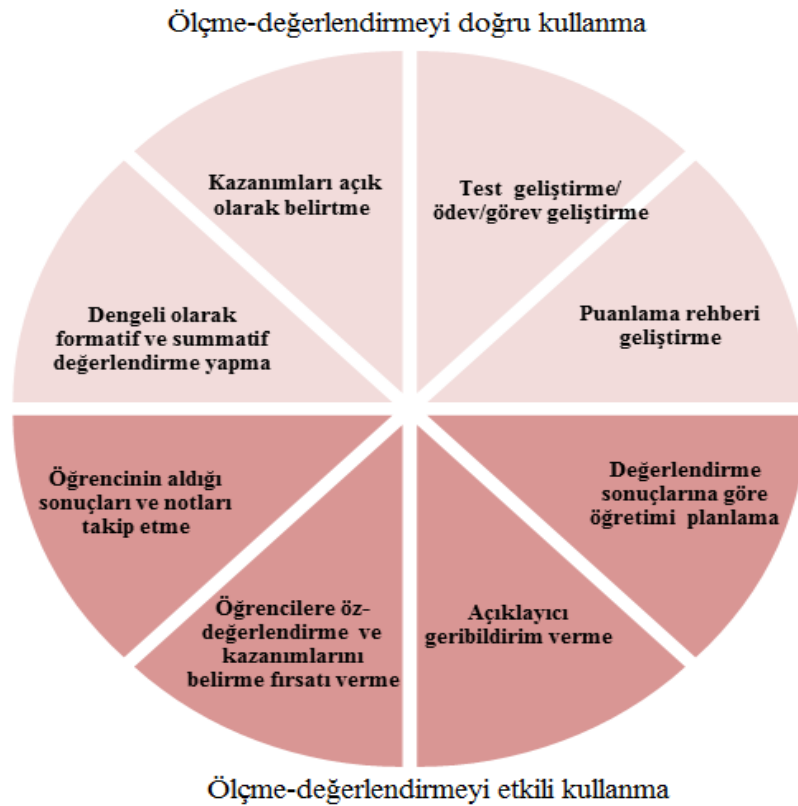 Ölçme-değerlendirmeyi doğru kullanma
Kazanımları açık
olarak belirtme
Test geliştirme/
ödev/görev geliştirme
Dengeli olarak
formatif ve summatif
değerlendirme yapma
Puanlama rehberi
geliştirme
Öğrencinin aldığı
sonuçları ve notları
takip etme
Değerlendirme
sonuçlarına göre
öğretimi planlama
Öğrencilere öz-
değerlendirme ve
kazanımlarını
belirme fırsatı verme
Açıklayıcı
geribildirim verme
Ölçme-değerlendirmeyi etkili kullanma